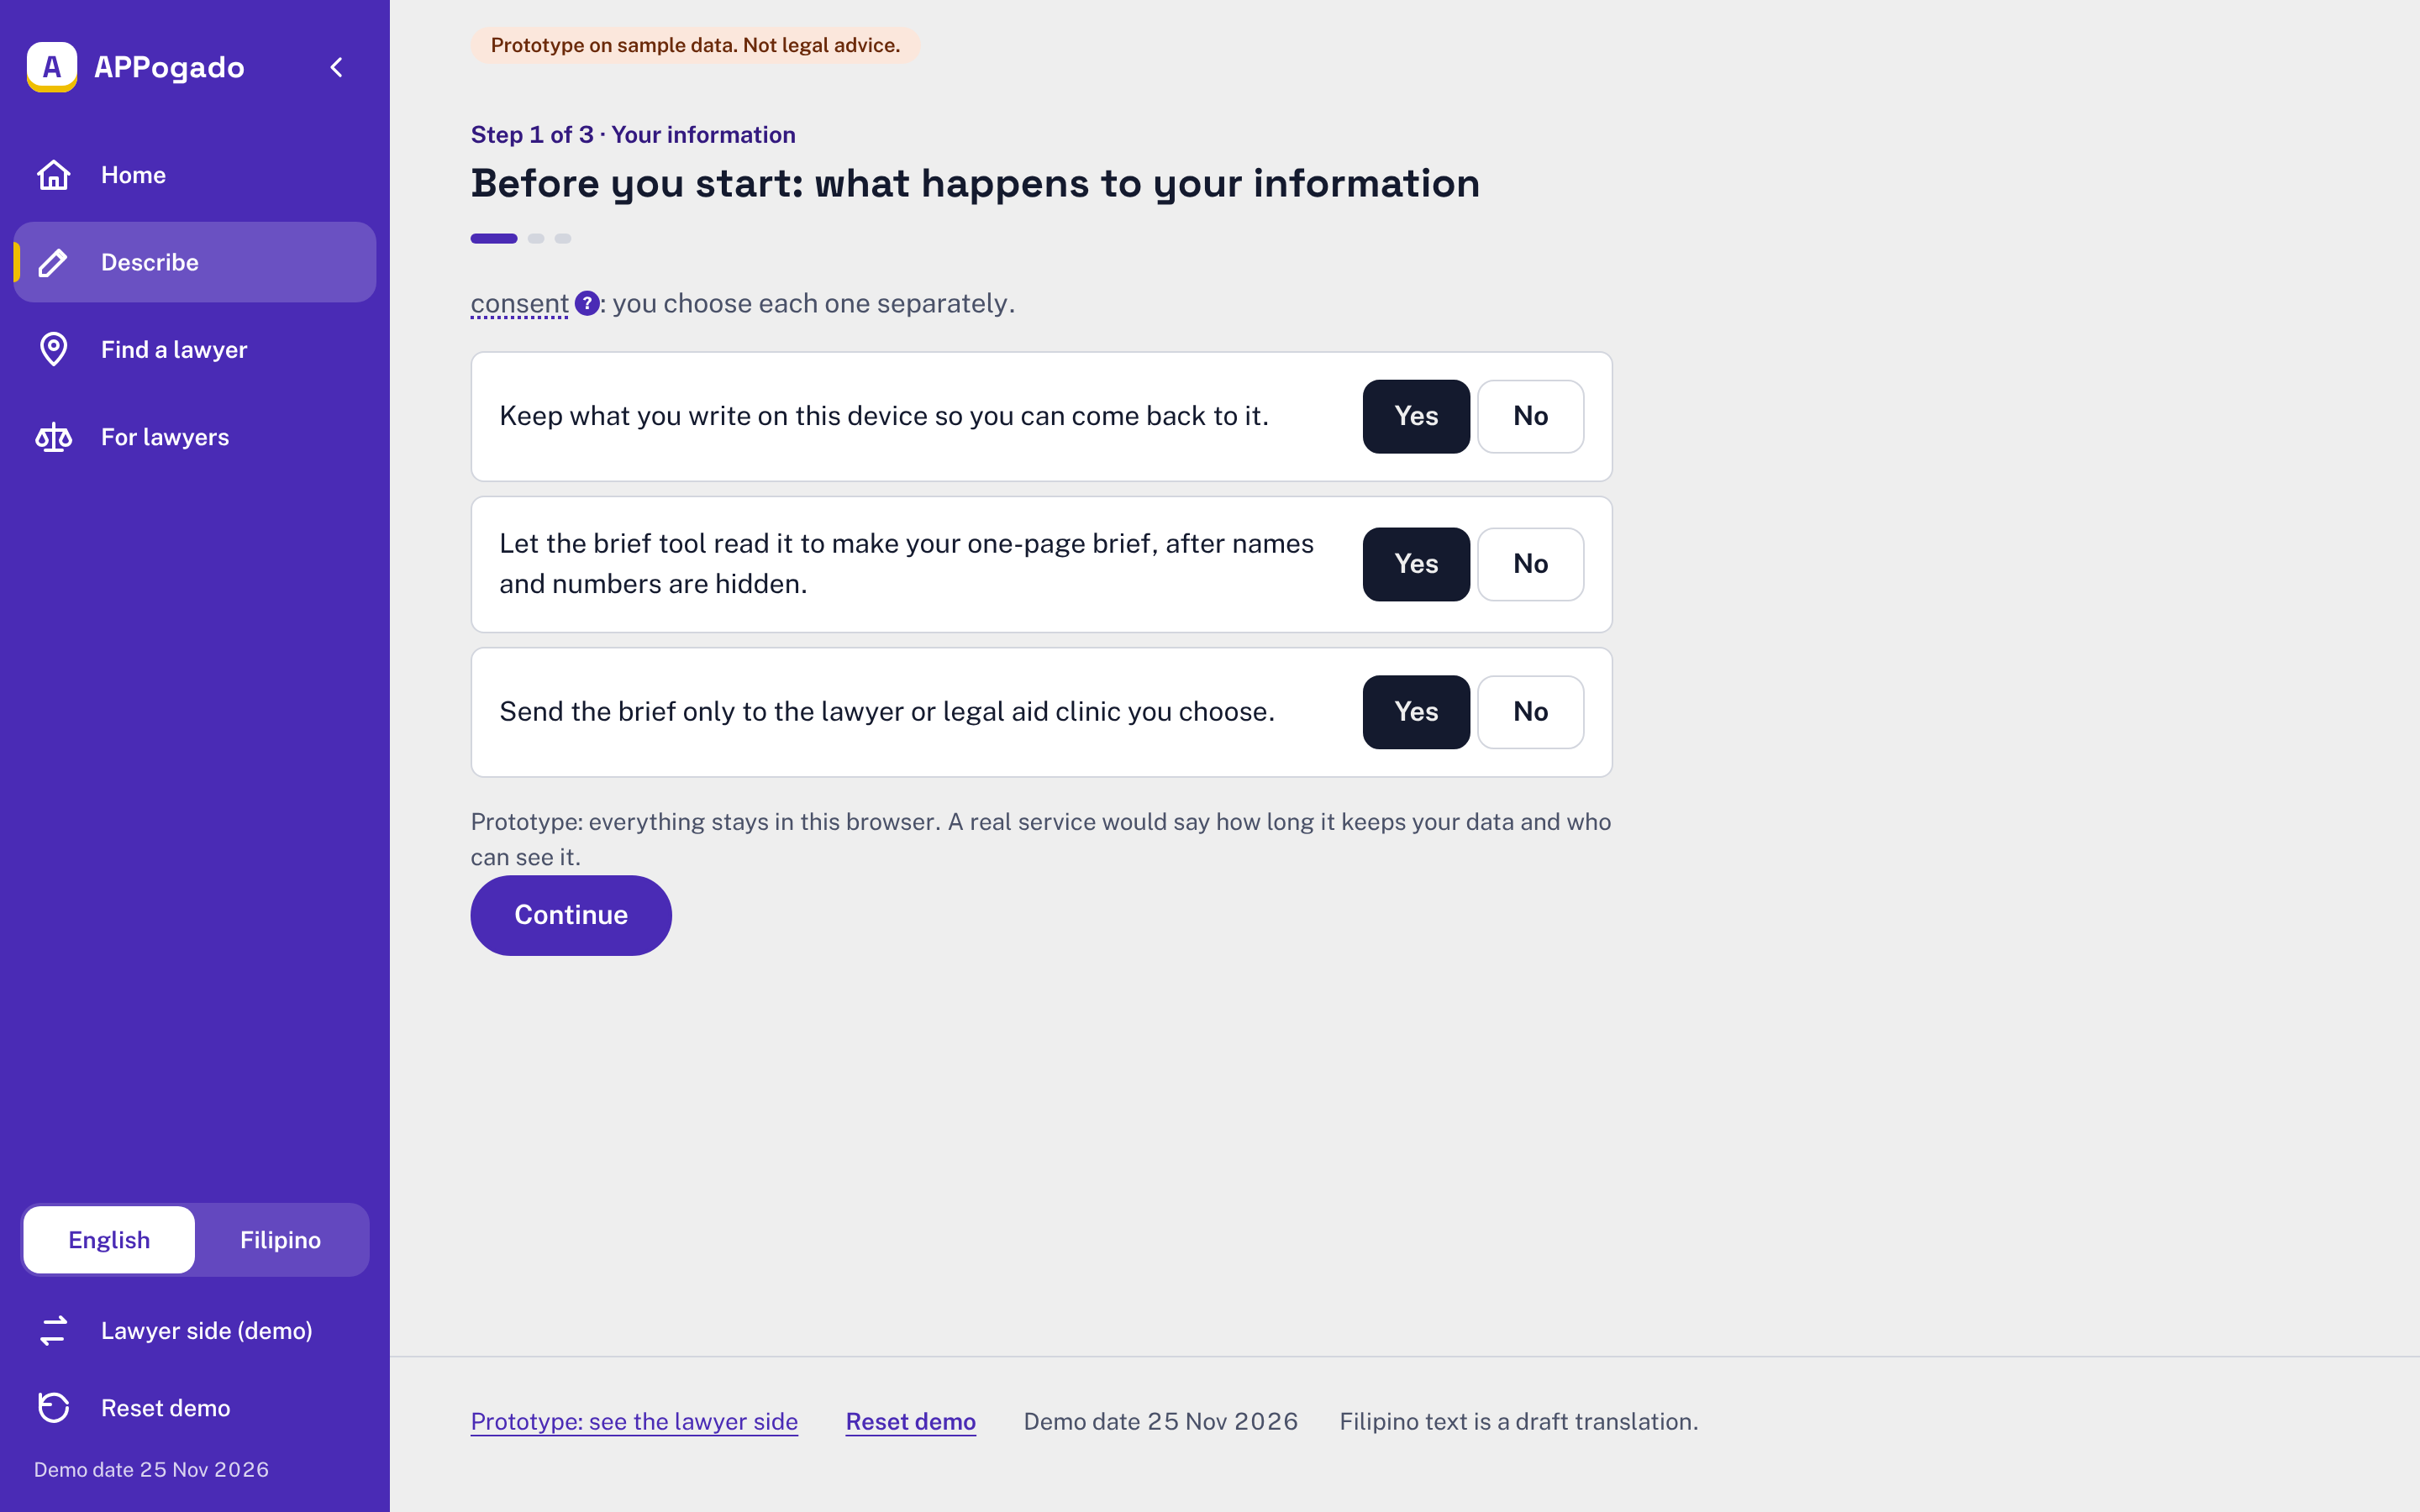 A APPogado
Home
Describe
Find a lawyer
For lawyers
English Filipino
Lawyer side (demo)
Reset demo
Demo date 25 Nov 2026
Prototype on sample data. Not legal advice.
Step 1 of 3 · Your information
Before you start: what happens to your information
consent ?: you choose each one separately.
Keep what you write on this device so you can come back to it. Yes No
Let the brief tool read it to make your one-page brief, after names
and numbers are hidden. Yes No
Send the brief only to the lawyer or legal aid clinic you choose. Yes No
Prototype: everything stays in this browser. A real service would say how long it keeps your data and who
can see it.
Continue
Prototype: see the lawyer side Reset demo Demo date 25 Nov 2026 Filipino text is a draft translation.